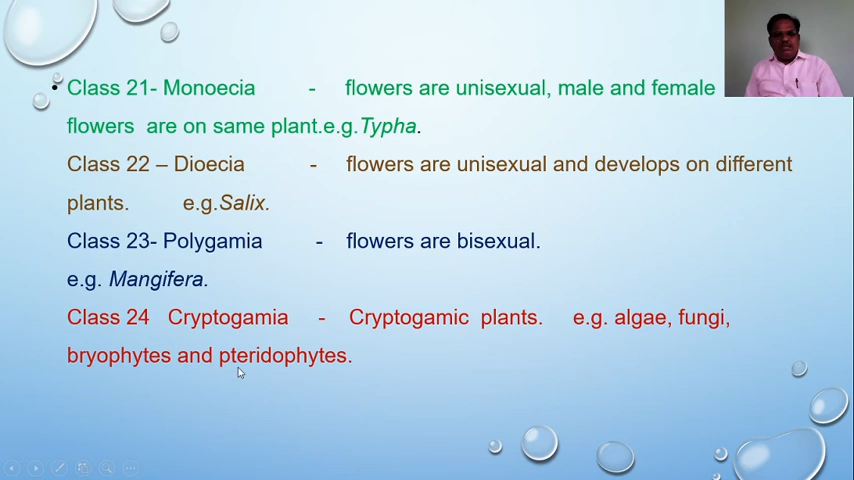 • Class 21- Monoecia - flowers are unisexual, male and female
flowers are on same plant.e.g.Typha.
Class 22 – Dioecia - flowers are unisexual and develops on different
plants. e.g.Salix.
Class 23- Polygamia - flowers are bisexual.
e.g. Mangifera.
Class 24 Cryptogamia - Cryptogamic plants. e.g. algae, fungi,
bryophytes and pteridophytes.